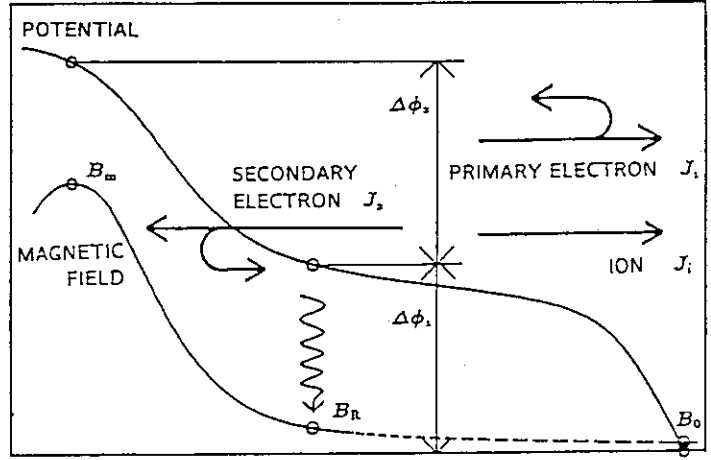 POTENTIAL
Δϕ₂
B_m
SECONDARY
ELECTRON J₂
PRIMARY ELECTRON J₁
MAGNETIC
FIELD
ION J_i
Δϕ₁
B_R
B₀